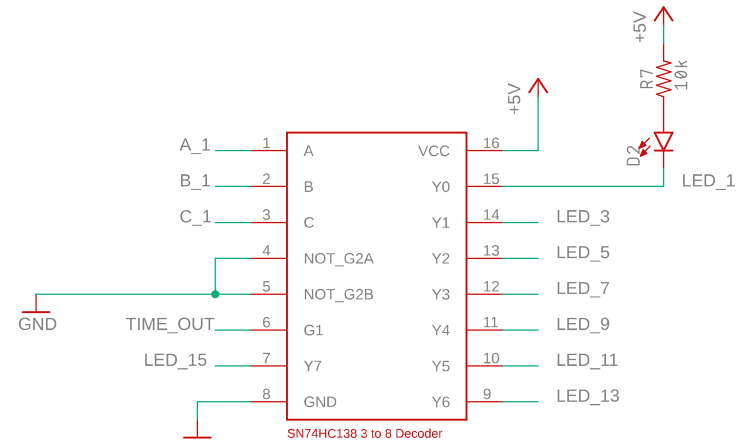 +5V
R7
10k
+5V
D2
A_1 1 A VCC 16
B_1 2 B Y0 15 LED_1
C_1 3 C Y1 14 LED_3
4 NOT_G2A Y2 13 LED_5
5 NOT_G2B Y3 12 LED_7
GND TIME_OUT 6 G1 Y4 11 LED_9
LED_15 7 Y7 Y5 10 LED_11
8 GND Y6 9 LED_13
SN74HC138 3 to 8 Decoder